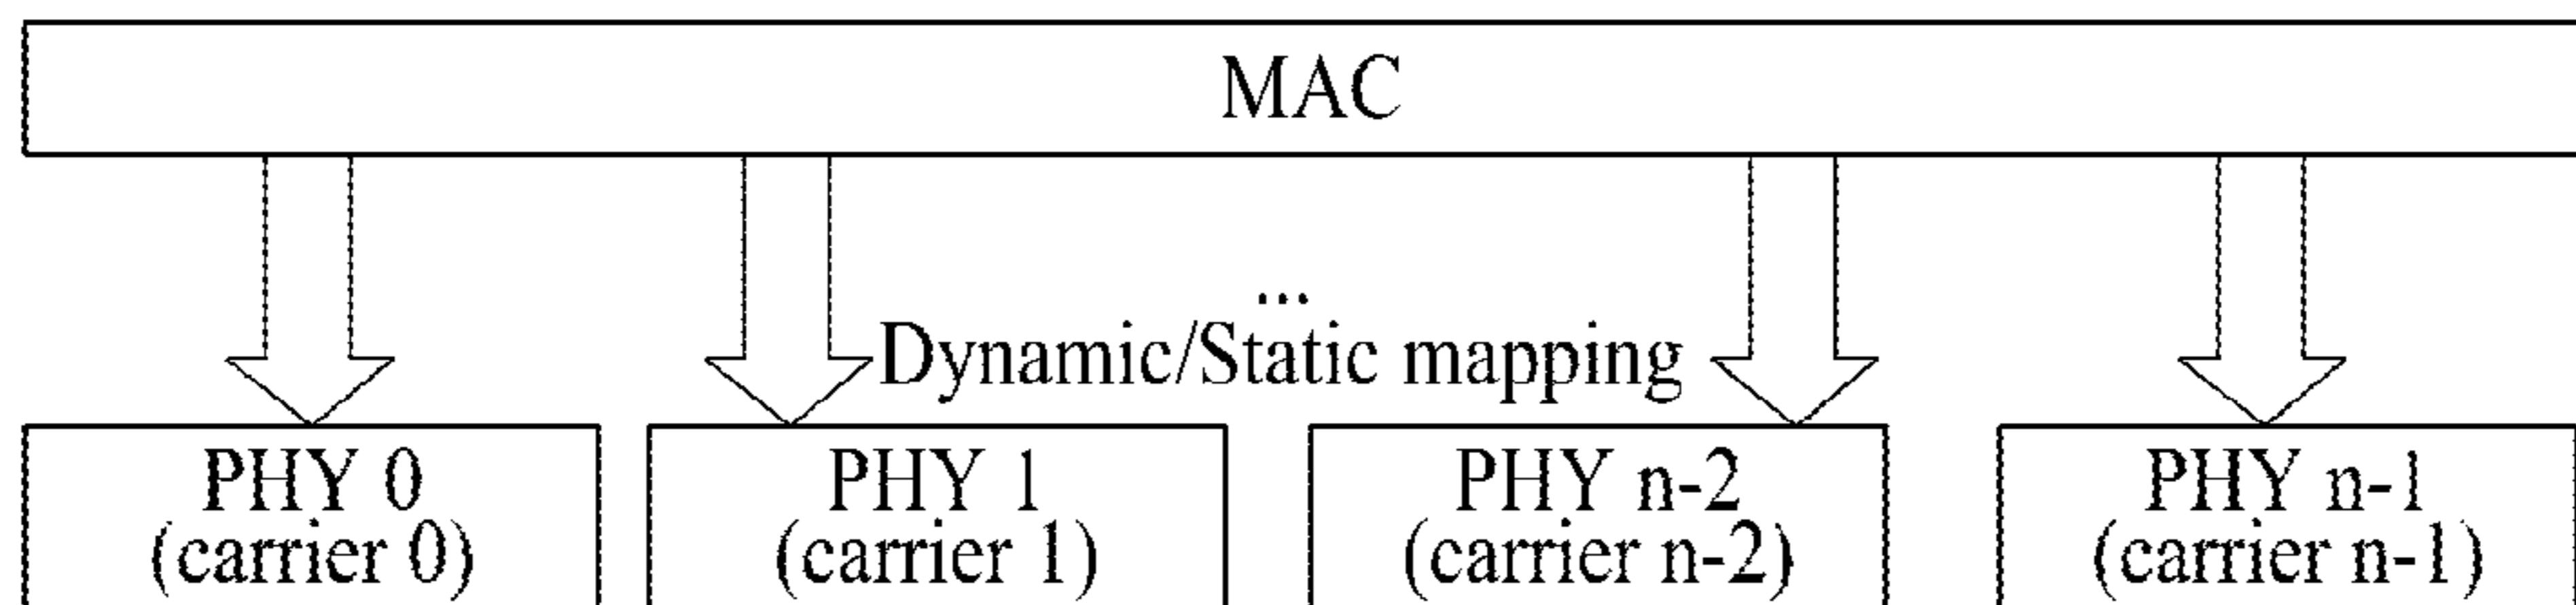 MAC
...
Dynamic/Static mapping
PHY 0
(carrier 0)
PHY 1
(carrier 1)
PHY n-2
(carrier n-2)
PHY n-1
(carrier n-1)